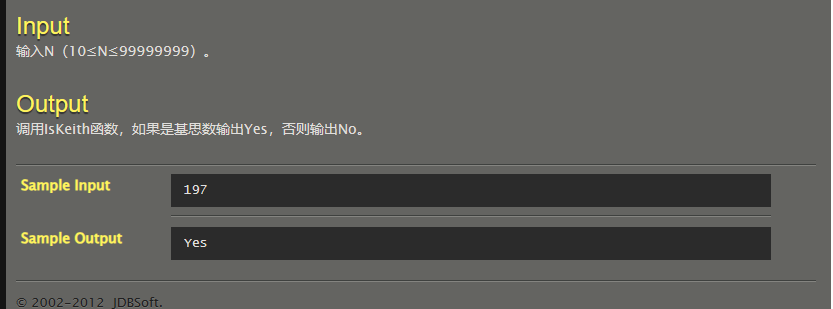 Input
输入N（10≤N≤99999999）。
Output
调用IsKeith函数，如果是基思数输出Yes，否则输出No。
Sample Input
197
Sample Output
Yes
© 2002-2012 JDBSoft.